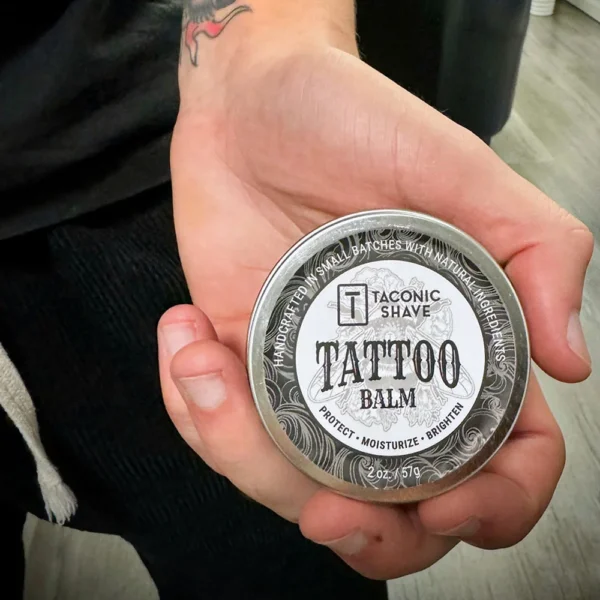 HANDCRAFTED IN SMALL BATCHES WITH NATURAL INGREDIENTS
T
TACONIC
SHAVE
TATTOO
BALM
PROTECT • MOISTURIZE • BRIGHTEN
2 oz. / 57g